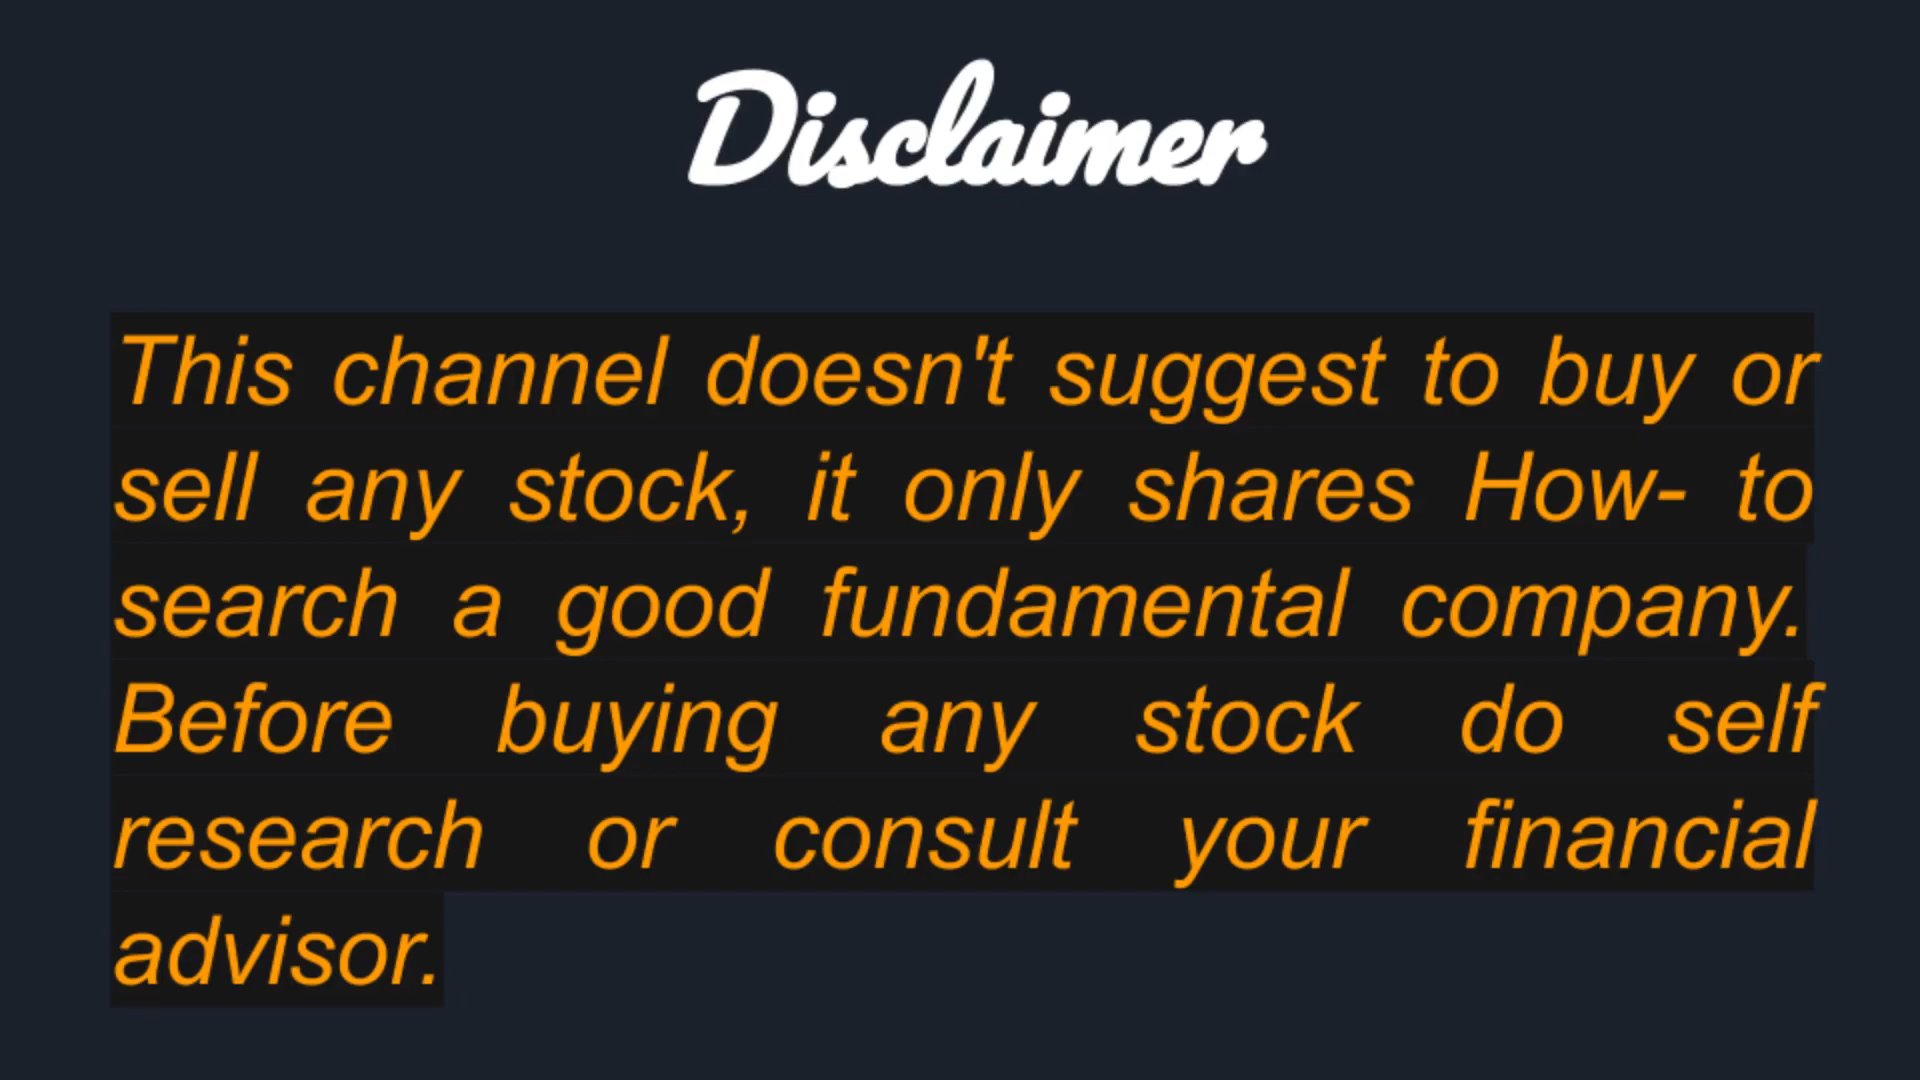 Disclaimer
This channel doesn't suggest to buy or
sell any stock, it only shares How- to
search a good fundamental company.
Before buying any stock do self
research or consult your financial
advisor.